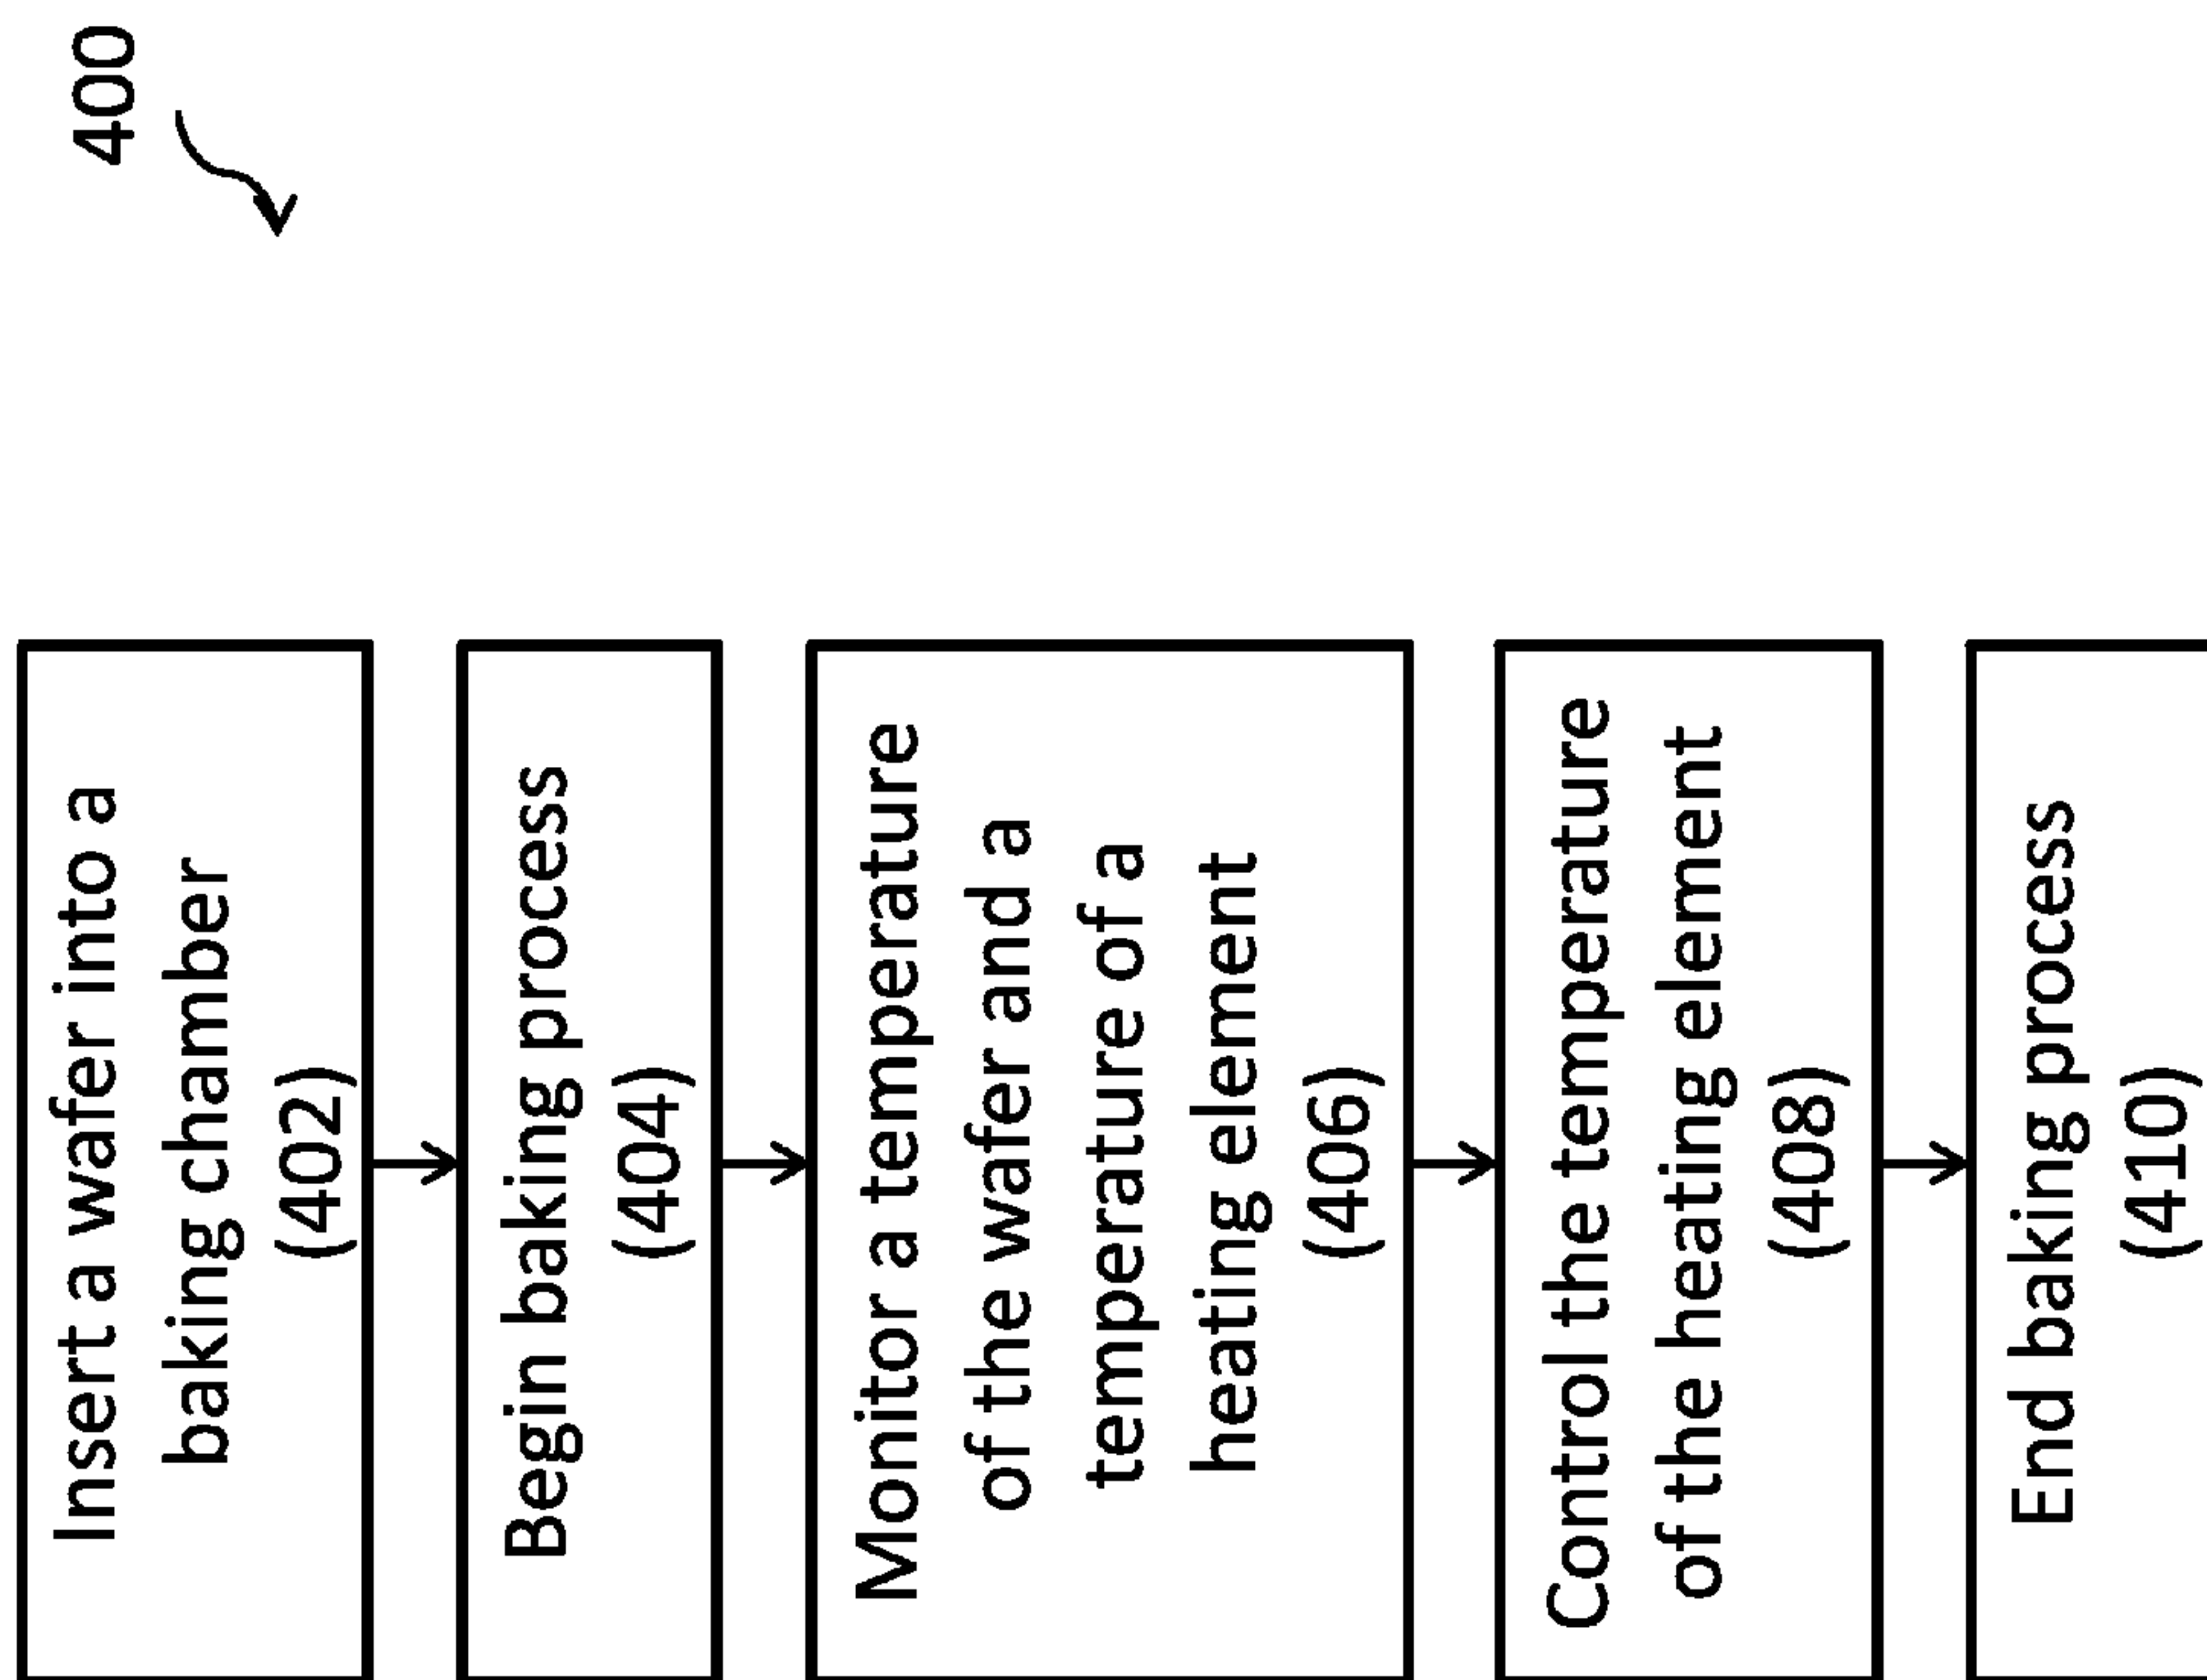 400
Insert a wafer into a
baking chamber
(402)
Begin baking process
(404)
Monitor a temperature
of the wafer and a
temperature of a
heating element
(406)
Control the temperature
of the heating element
(408)
End baking process
(410)